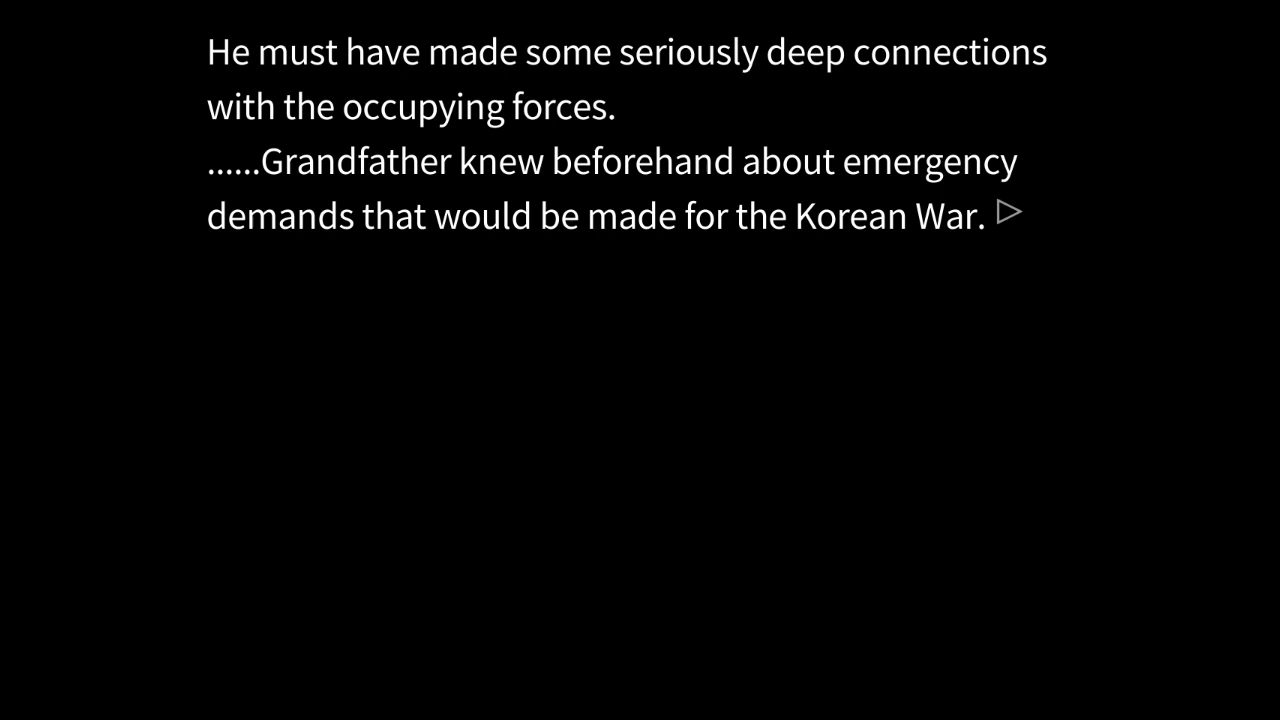 He must have made some seriously deep connections
with the occupying forces.
......Grandfather knew beforehand about emergency
demands that would be made for the Korean War.